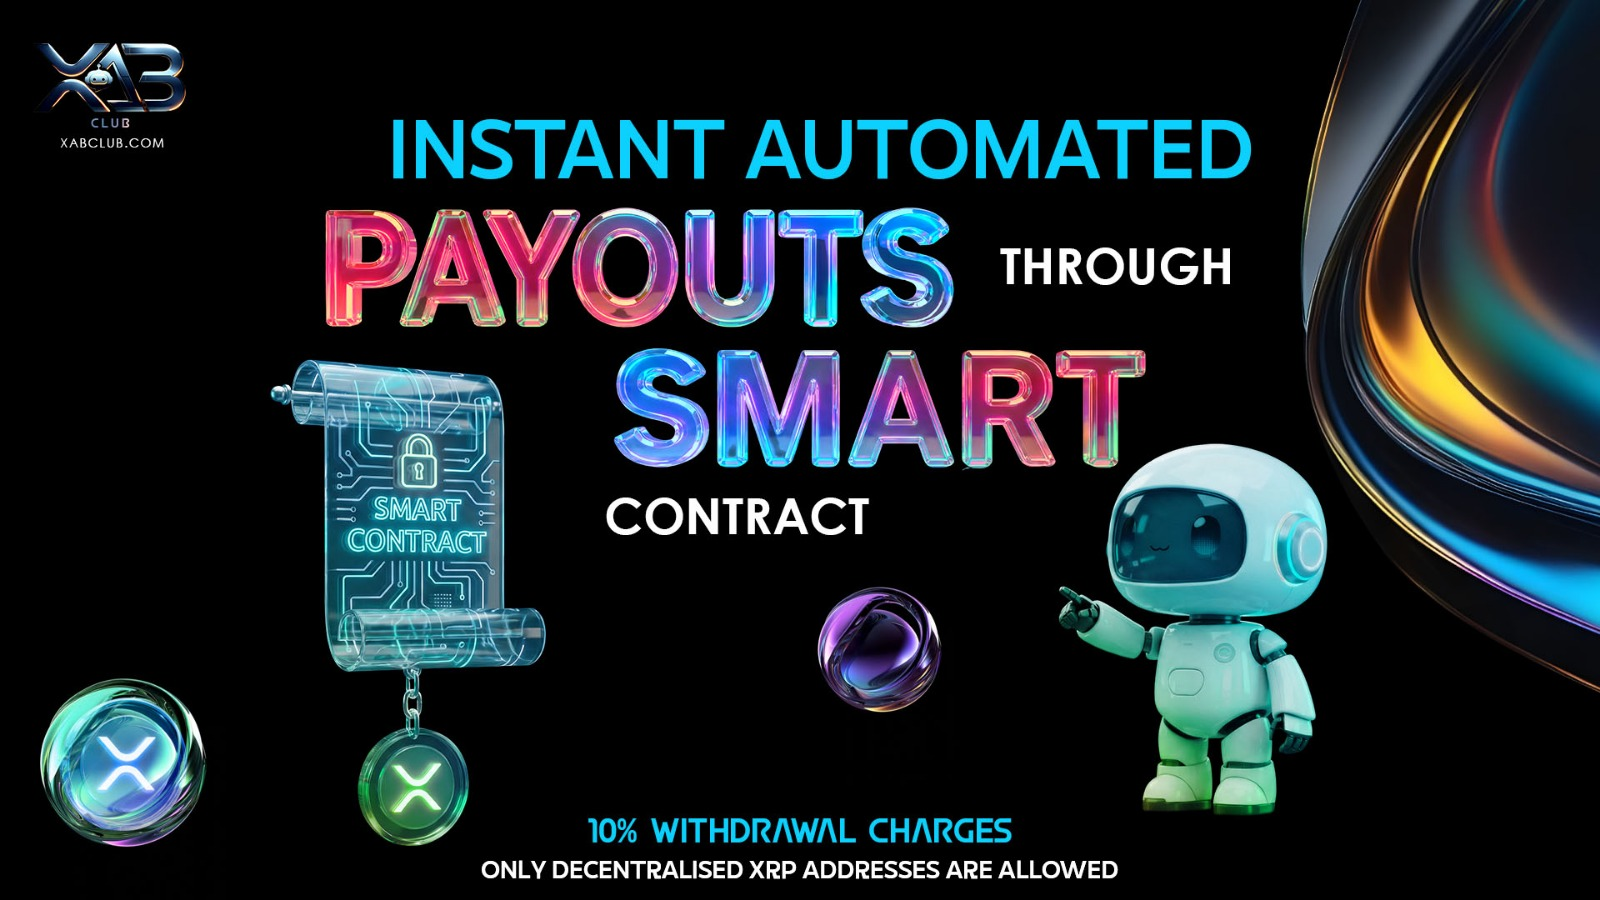 XAB
CLUB
XABCLUB.COM
INSTANT AUTOMATED
PAYOUTS
THROUGH
SMART
CONTRACT
SMART
CONTRACT
10% WITHDRAWAL CHARGES
ONLY DECENTRALISED XRP ADDRESSES ARE ALLOWED